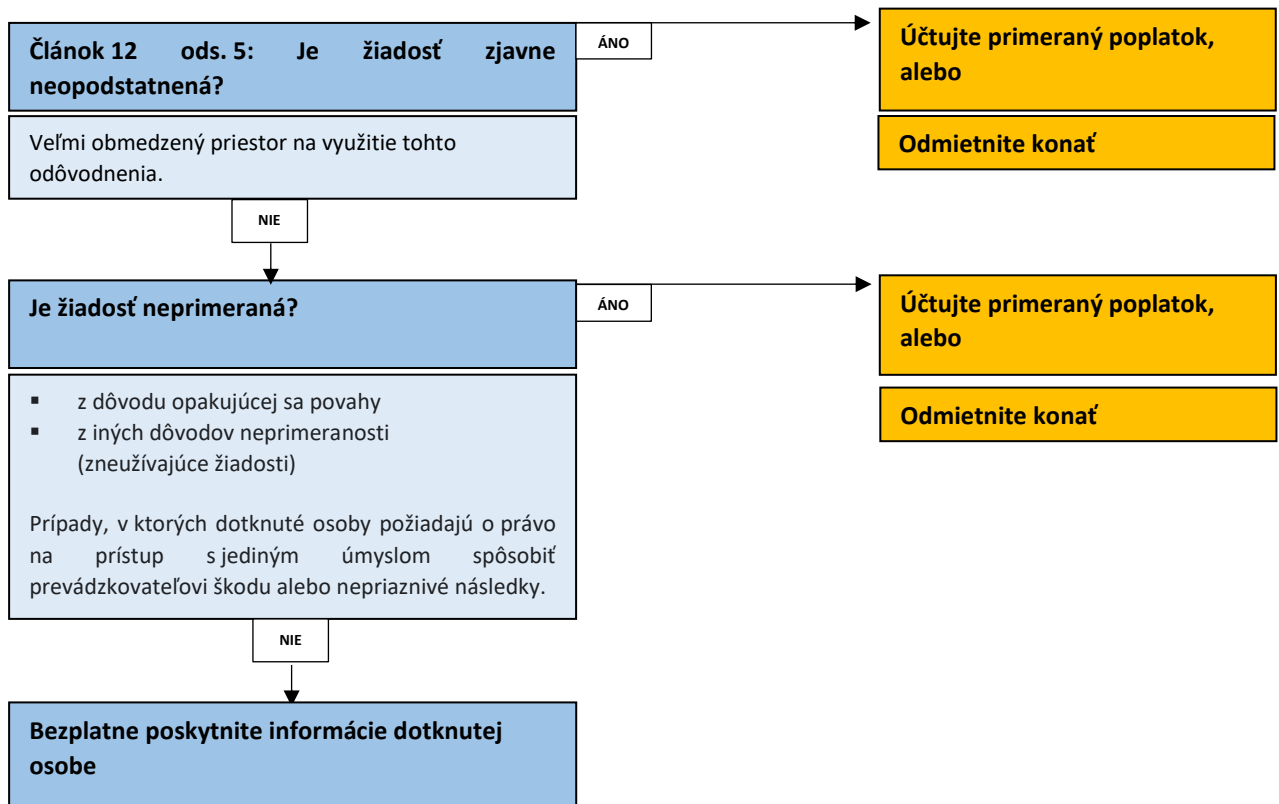 Článok 12 ods. 5: Je žiadosť zjavne
neopodstatnená?
ÁNO
Účtujte primeraný poplatok,
alebo
Veľmi obmedzený priestor na využitie tohto
odôvodnenia.
Odmietnite konať
NIE
Je žiadosť neprimeraná?
ÁNO
Účtujte primeraný poplatok,
alebo
▪ z dôvodu opakujúcej sa povahy
▪ z iných dôvodov neprimeranosti
(zneužívajúce žiadosti)
Odmietnite konať
Prípady, v ktorých dotknuté osoby požiadajú o právo
na prístup s jediným úmyslom spôsobiť
prevádzkovateľovi škodu alebo nepriaznivé následky.
NIE
Bezplatne poskytnite informácie dotknutej
osobe